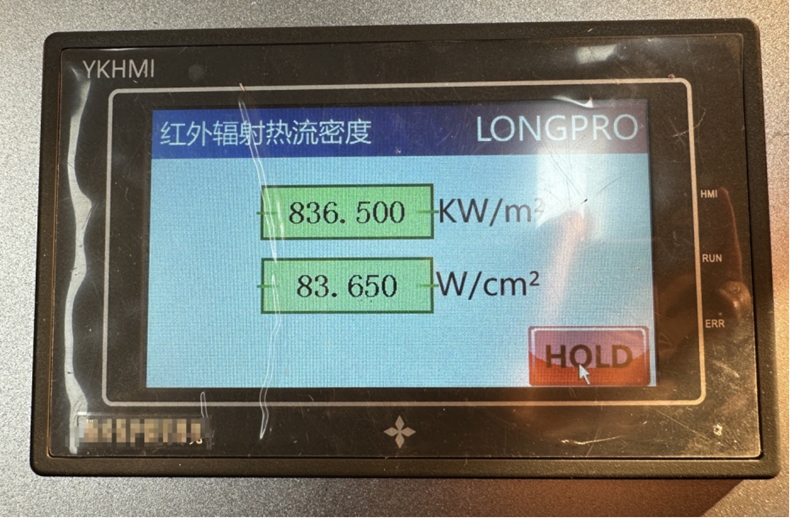 YKHMI
红外辐射热流密度 LONGPRO
836.500 KW/m²
83.650 W/cm²
HOLD
HMI
RUN
ERR